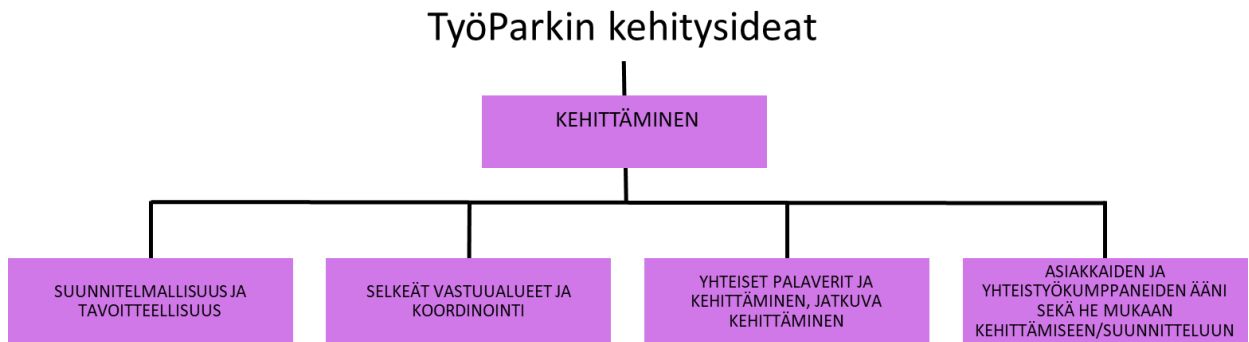 TyöParkin kehitysideat
KEHITTÄMINEN
SUUNNITELMALLISUUS JA
TAVOITTEELLISUUS
SELKEÄT VASTUUALUEET JA
KOORDINOINTI
YHTEISET PALAVERIT JA
KEHITTÄMINEN, JATKUVA
KEHITTÄMINEN
ASIAKKAIDEN JA
YHTEISTYÖKUMPPANEIDEN ÄÄNI
SEKÄ HE MUKAAN
KEHITTÄMISEEN/SUUNNITTELUUN